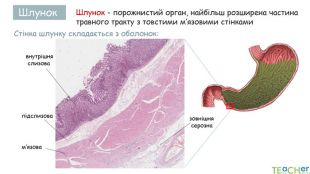 Шлунок
Шлунок - порожнистий орган, найбільш розширена частина
травного тракту з товстими м'язовими стінками
Стінка шлунку складається з оболонок:
внутрішня
слизова
підслизова
м'язова
зовнішня
серозна
TEACHer